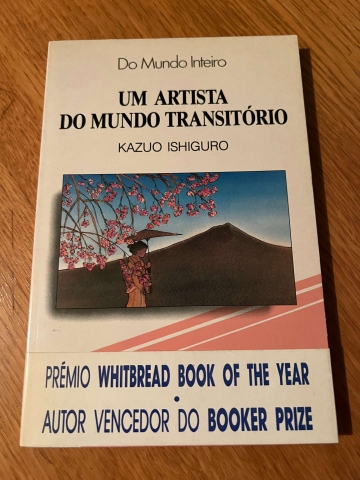 Do Mundo Inteiro
UM ARTISTA
DO MUNDO TRANSITÓRIO
KAZUO ISHIGURO
PRÉMIO WHITBREAD BOOK OF THE YEAR
•
AUTOR VENCEDOR DO BOOKER PRIZE